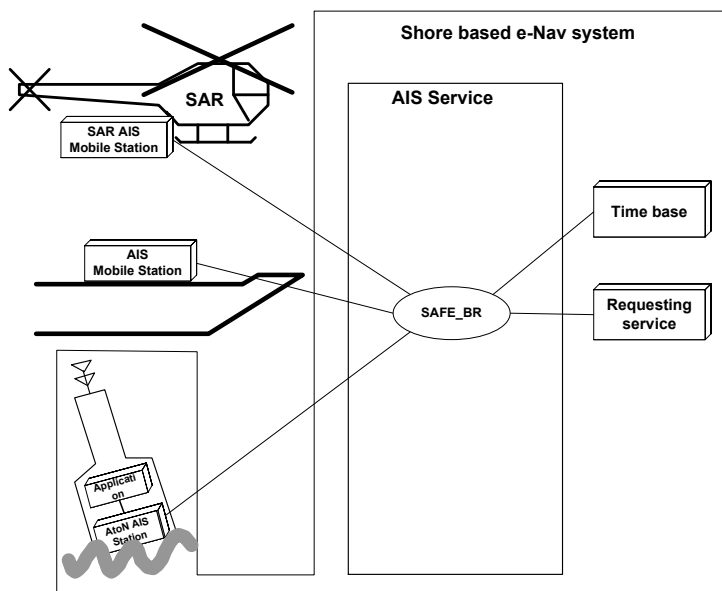 Shore based e-Nav system
SAR
AIS Service
SAR AIS
Mobile Station
Time base
AIS
Mobile Station
SAFE_BR
Requesting
service
Applicati
on
AtoN AIS
Station